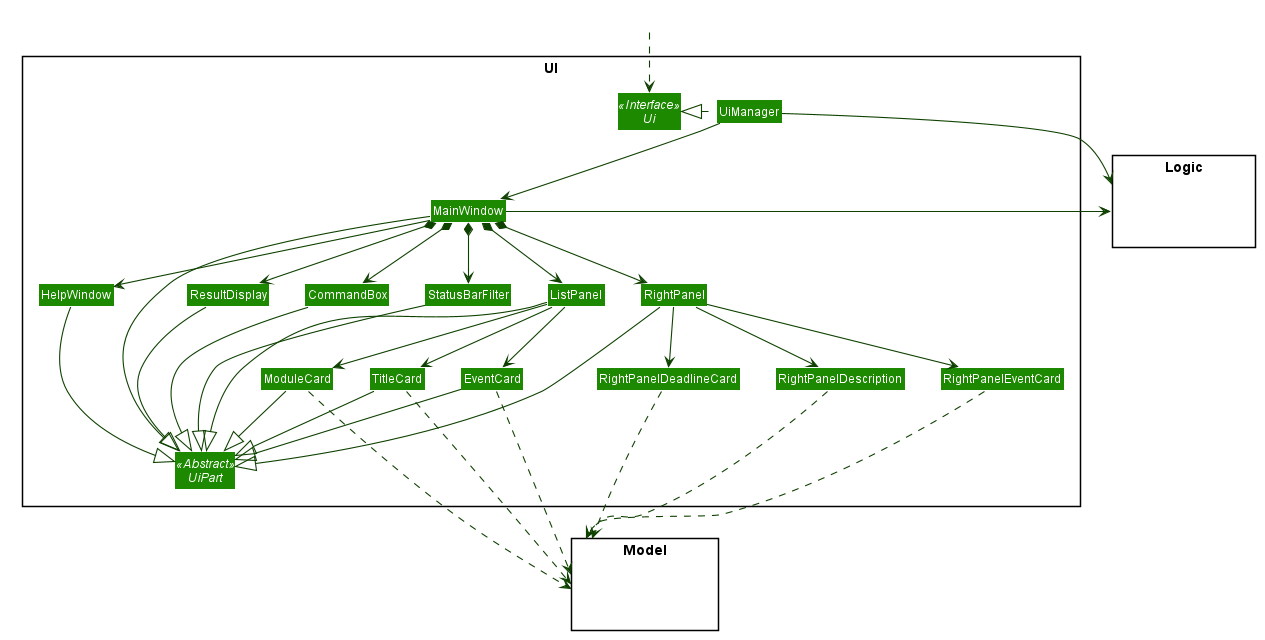 UI
«Interface»
Ui
UiManager
Logic
MainWindow
HelpWindow
ResultDisplay
CommandBox
StatusBarFilter
ListPanel
RightPanel
ModuleCard
TitleCard
EventCard
RightPanelDeadlineCard
RightPanelDescription
RightPanelEventCard
«Abstract»
UiPart
Model